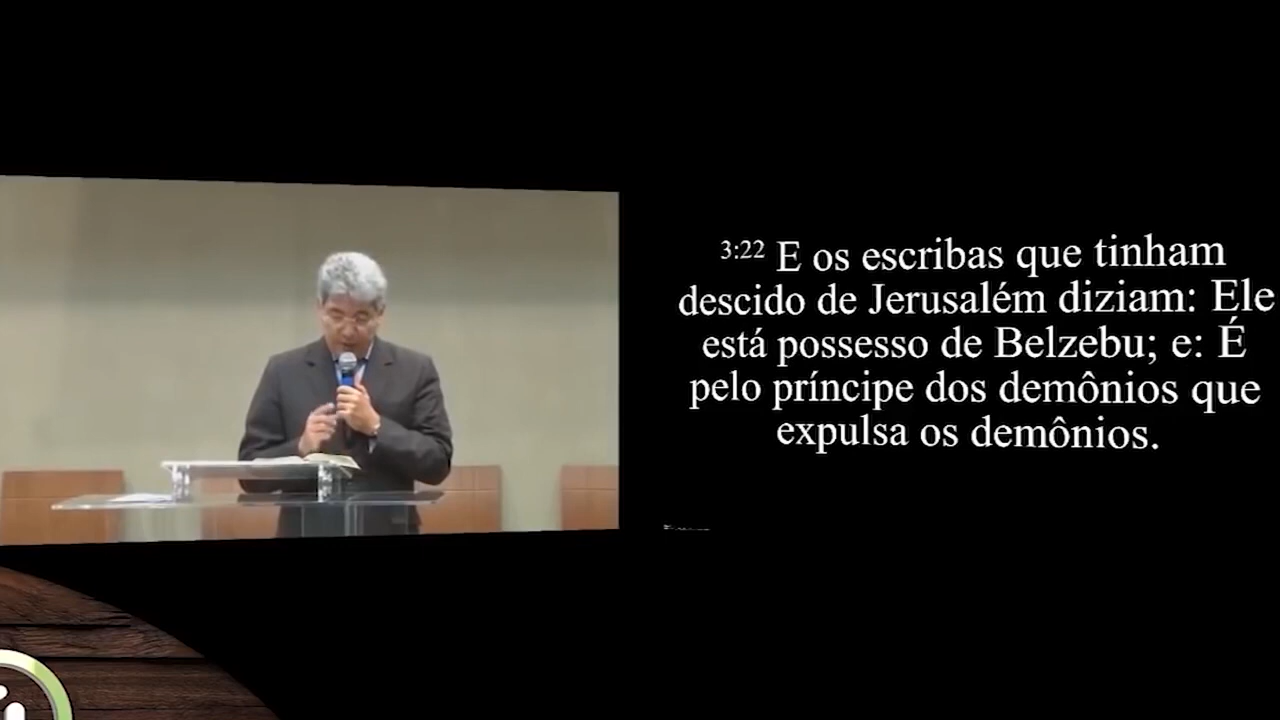 3:22 E os escribas que tinham
descido de Jerusalém diziam: Ele
está possesso de Belzebu; e: É
pelo príncipe dos demônios que
expulsa os demônios.